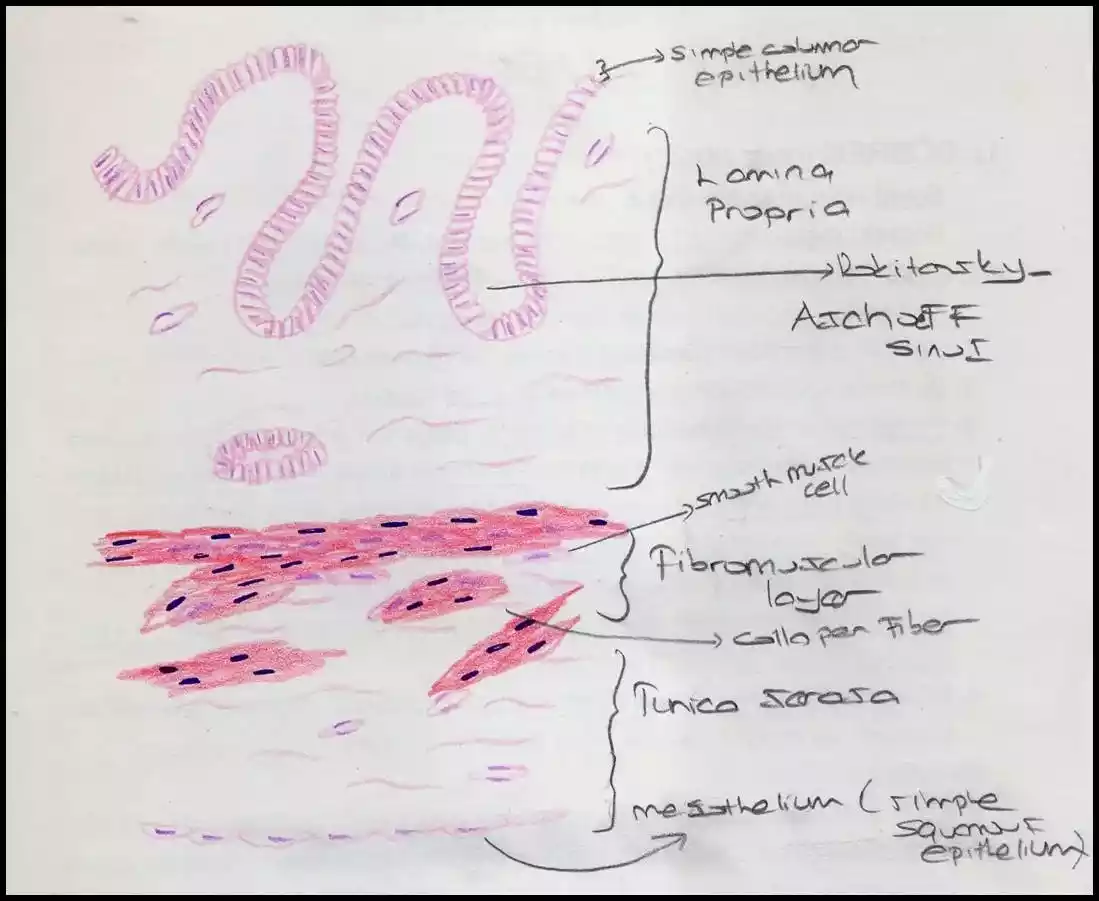 simple columnar
epithelium
Lamina
Propria
Rokitansky-
Aschoeff
sinus
smooth muscle
cell
Fibromuscular
layer
collagen Fiber
Tunica serosa
mesothelium (simple
squamous
epithelium)